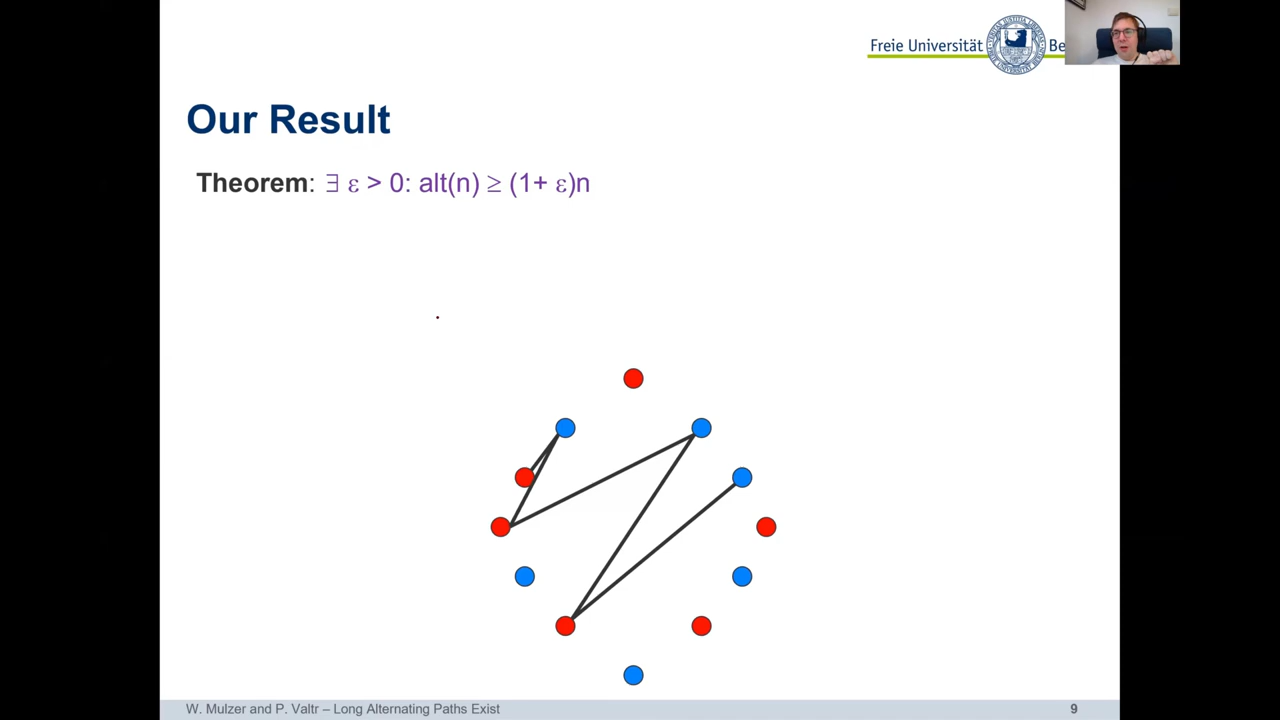 Freie Universität Be
Our Result
Theorem: ∃ ε > 0: alt(n) ≥ (1+ ε)n
W. Mulzer and P. Valtr – Long Alternating Paths Exist
9